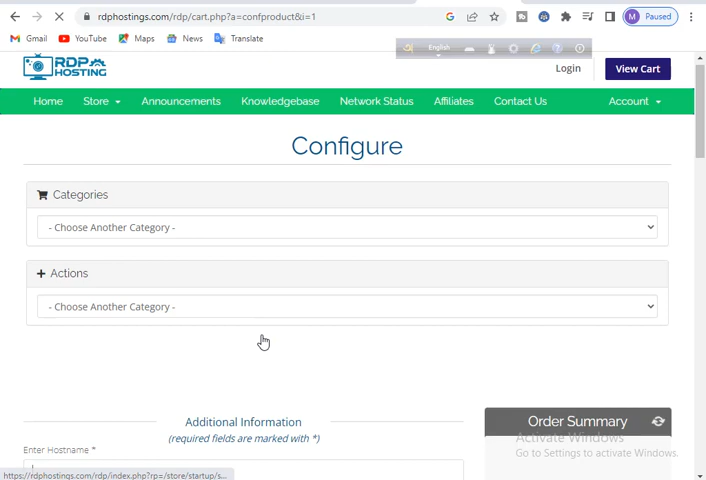 rdphostings.com/rdp/cart.php?a=confproduct&i=1
M Paused
Gmail YouTube Maps News Translate
English
RDP HOSTING
Login View Cart
Home Store Announcements Knowledgebase Network Status Affiliates Contact Us Account
Configure
Categories
- Choose Another Category -
Actions
- Choose Another Category -
Additional Information
(required fields are marked with *)
Order Summary
Enter Hostname *
Activate Windows
Go to Settings to activate Windows.
https://rdphostings.com/rdp/index.php?rp=/store/startup/s...